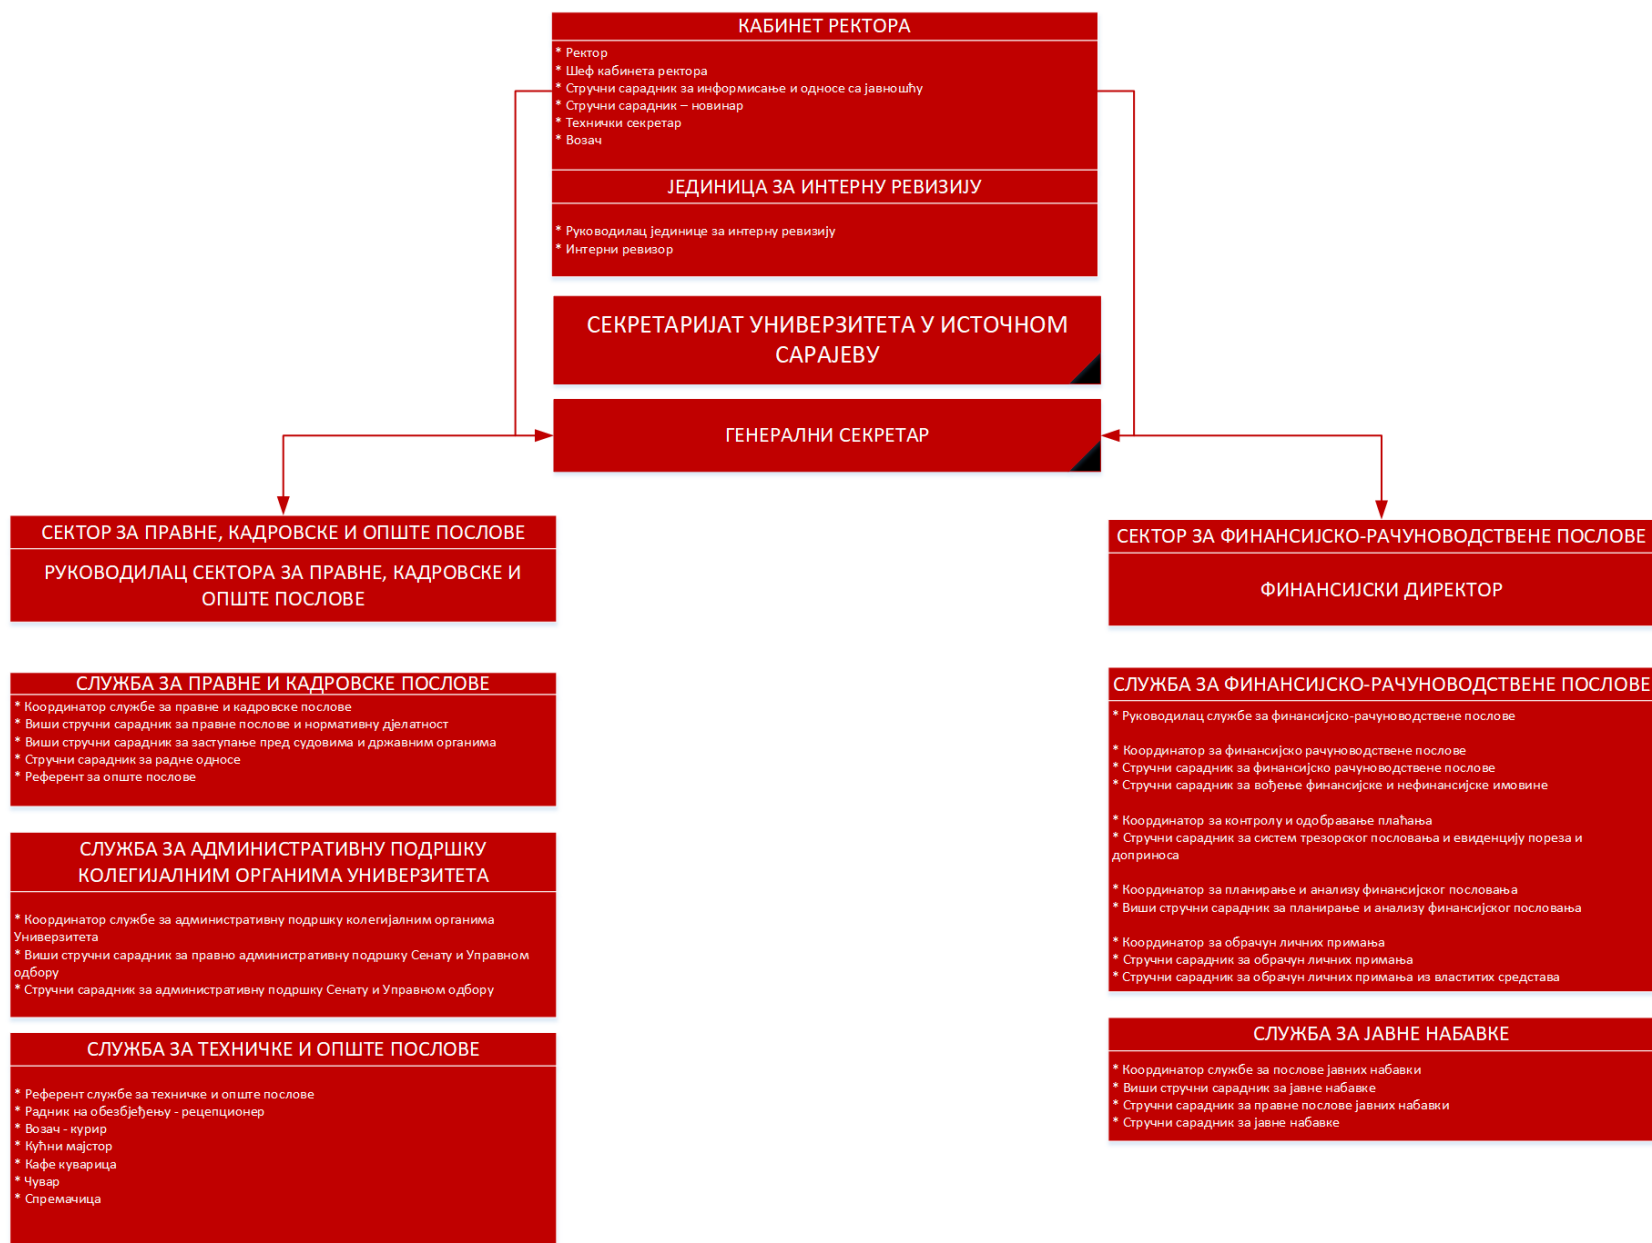 КАБИНЕТ РЕКТОРА
* Ректор
* Шеф кабинета ректора
* Стручни сарадник за информисање и односе са јавношћу
* Стручни сарадник – новинар
* Технички секретар
* Возач
ЈЕДИНИЦА ЗА ИНТЕРНУ РЕВИЗИЈУ
* Руководилац јединице за интерну ревизију
* Интерни ревизор
СЕКРЕТАРИЈАТ УНИВЕРЗИТЕТА У ИСТОЧНОМ
САРАЈЕВУ
ГЕНЕРАЛНИ СЕКРЕТАР
СЕКТОР ЗА ПРАВНЕ, КАДРОВСКЕ И ОПШТЕ ПОСЛОВЕ
РУКОВОДИЛАЦ СЕКТОРА ЗА ПРАВНЕ, КАДРОВСКЕ И
ОПШТЕ ПОСЛОВЕ
СЛУЖБА ЗА ПРАВНЕ И КАДРОВСКЕ ПОСЛОВЕ
* Координатор службе за правне и кадровске послове
* Виши стручни сарадник за правне послове и нормативну дјелатност
* Виши стручни сарадник за заступање пред судовима и државним органима
* Стручни сарадник за радне односе
* Референт за опште послове
СЛУЖБА ЗА АДМИНИСТРАТИВНУ ПОДРШКУ
КОЛЕГИЈАЛНИМ ОРГАНИМА УНИВЕРЗИТЕТА
* Координатор службе за административну подршку колегијалним органима
Универзитета
* Виши стручни сарадник за правно административну подршку Сенату и Управном
одбору
* Стручни сарадник за административну подршку Сенату и Управном одбору
СЛУЖБА ЗА ТЕХНИЧКЕ И ОПШТЕ ПОСЛОВЕ
* Референт службе за техничке и опште послове
* Радник на обезбјеђењу - рецепционер
* Возач - курир
* Кућни мајстор
* Кафе куварица
* Чувар
* Спремачица
СЕКТОР ЗА ФИНАНСИЈСКО-РАЧУНОВОДСТВЕНЕ ПОСЛОВЕ
ФИНАНСИЈСКИ ДИРЕКТОР
СЛУЖБА ЗА ФИНАНСИЈСКО-РАЧУНОВОДСТВЕНЕ ПОСЛОВЕ
* Руководилац службе за финансијско-рачуноводствене послове
* Координатор за финансијско рачуноводствене послове
* Стручни сарадник за финансијско рачуноводствене послове
* Стручни сарадник за вођење финансијске и нефинансијске имовине
* Координатор за контролу и одобравање плаћања
* Стручни сарадник за систем трезорског пословања и евиденцију пореза и
доприноса
* Координатор за планирање и анализу финансијског пословања
* Виши стручни сарадник за планирање и анализу финансијског пословања
* Координатор за обрачун личних примања
* Стручни сарадник за обрачун личних примања
* Стручни сарадник за обрачун личних примања из властитих средстава
СЛУЖБА ЗА ЈАВНЕ НАБАВКЕ
* Координатор службе за послове јавних набавки
* Виши стручни сарадник за јавне набавке
* Стручни сарадник за правне послове јавних набавки
* Стручни сарадник за јавне набавке